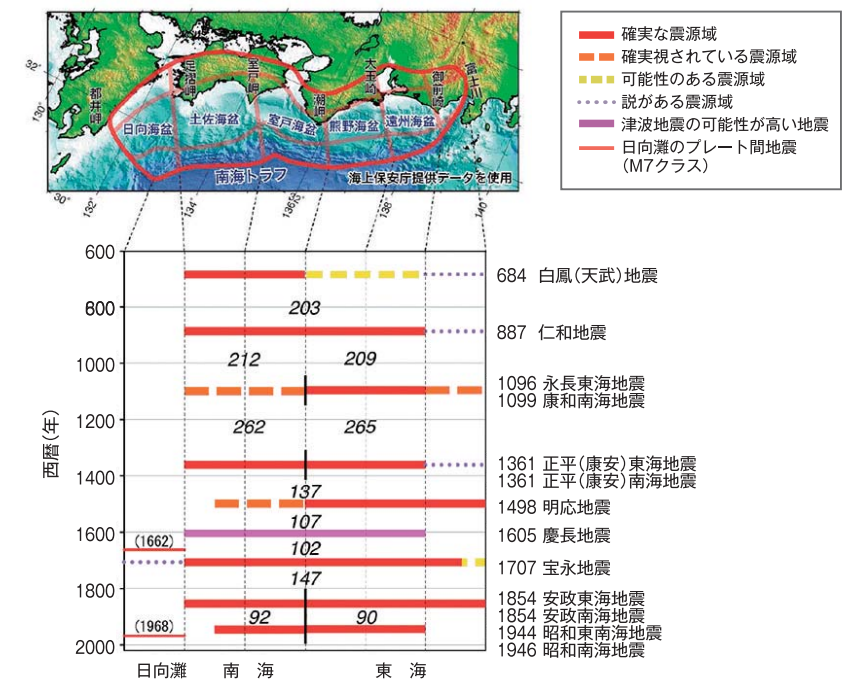 確実な震源域
確実視されている震源域
可能性のある震源域
説がある震源域
津波地震の可能性が高い地震
日向灘のプレート間地震
(M7クラス)
都井岬
足摺岬
室戸岬
潮岬
大王崎
御前崎
富士川
日向海盆
土佐海盆
室戸海盆
熊野海盆
遠州海盆
南海トラフ
海上保安庁提供データを使用
32°
130°
30°
132°
134°
138°
140°
西暦(年)
600
684 白鳳(天武)地震
800
203
887 仁和地震
1000
212
209
1096 永長東海地震
1099 康和南海地震
1200
262
265
1361 正平(康安)東海地震
1361 正平(康安)南海地震
1400
137
1498 明応地震
107
1600
1605 慶長地震
(1662)
102
1707 宝永地震
147
1800
1854 安政東海地震
1854 安政南海地震
92
90
(1968)
1944 昭和東南海地震
1946 昭和南海地震
2000
日向灘
南 海
東 海